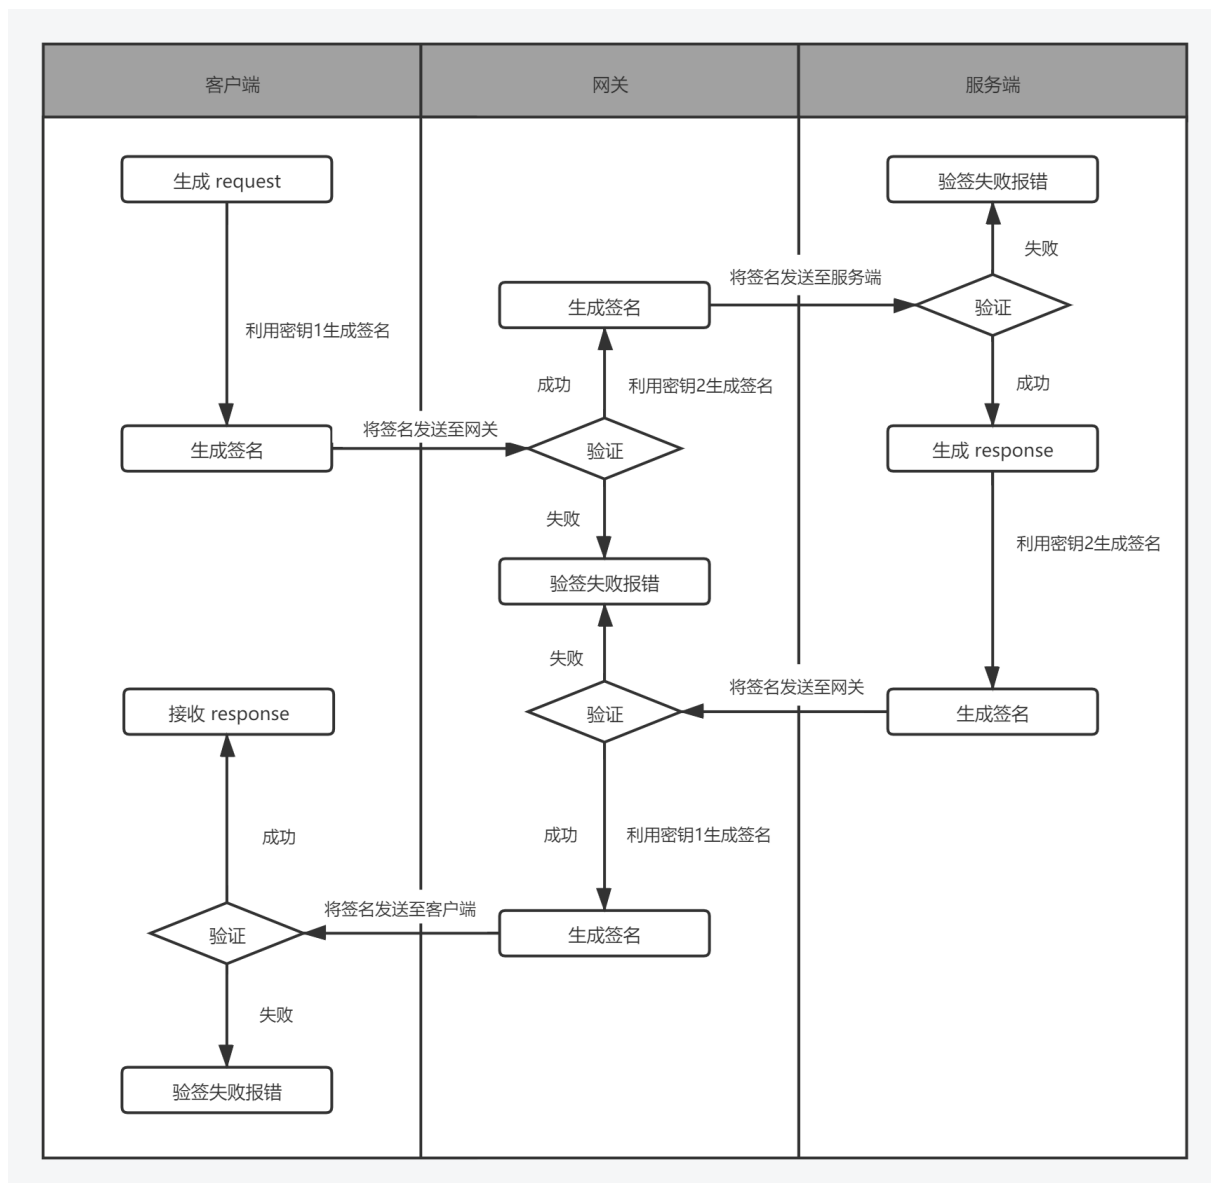 客户端
网关
服务端
生成 request
验签失败报错
失败
将签名发送至服务端
生成签名
验证
利用密钥1生成签名
成功
利用密钥2生成签名
成功
将签名发送至网关
生成签名
验证
生成 response
失败
利用密钥2生成签名
验签失败报错
失败
将签名发送至网关
接收 response
验证
生成签名
成功
成功
利用密钥1生成签名
将签名发送至客户端
验证
生成签名
失败
验签失败报错